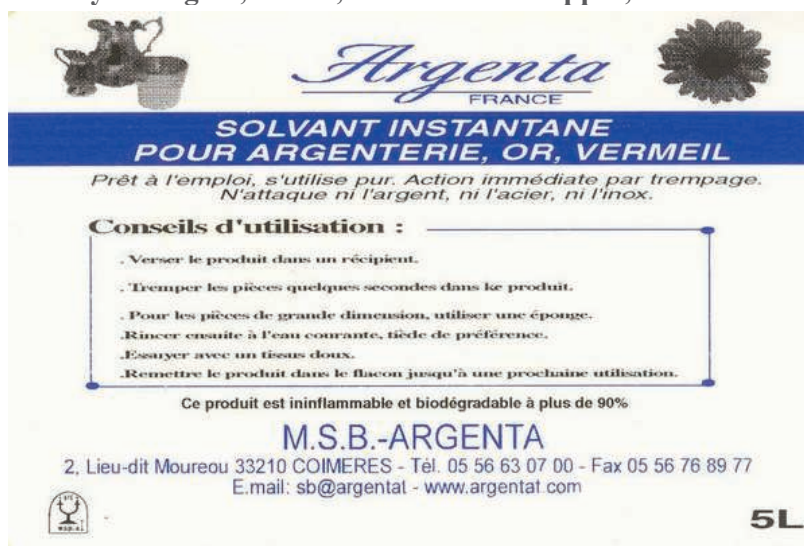 Argenta
FRANCE
SOLVANT INSTANTANE
POUR ARGENTERIE, OR, VERMEIL
Prêt à l'emploi, s'utilise pur. Action immédiate par trempage.
N'attaque ni l'argent, ni l'acier, ni l'inox.
Conseils d'utilisation :
. Verser le produit dans un récipient.
. Tremper les pièces quelques secondes dans ke produit.
. Pour les pièces de grande dimension, utiliser une éponge.
.Rincer ensuite à l'eau courante, tiède de préférence.
.Essuyer avec un tissus doux.
.Remettre le produit dans le flacon jusqu'à une prochaine utilisation.
Ce produit est ininflammable et biodégradable à plus de 90%
M.S.B.-ARGENTA
2, Lieu-dit Moureou 33210 COIMERES - Tél. 05 56 63 07 00 - Fax 05 56 76 89 77
E.mail: sb@argentat - www.argentat.com
5L